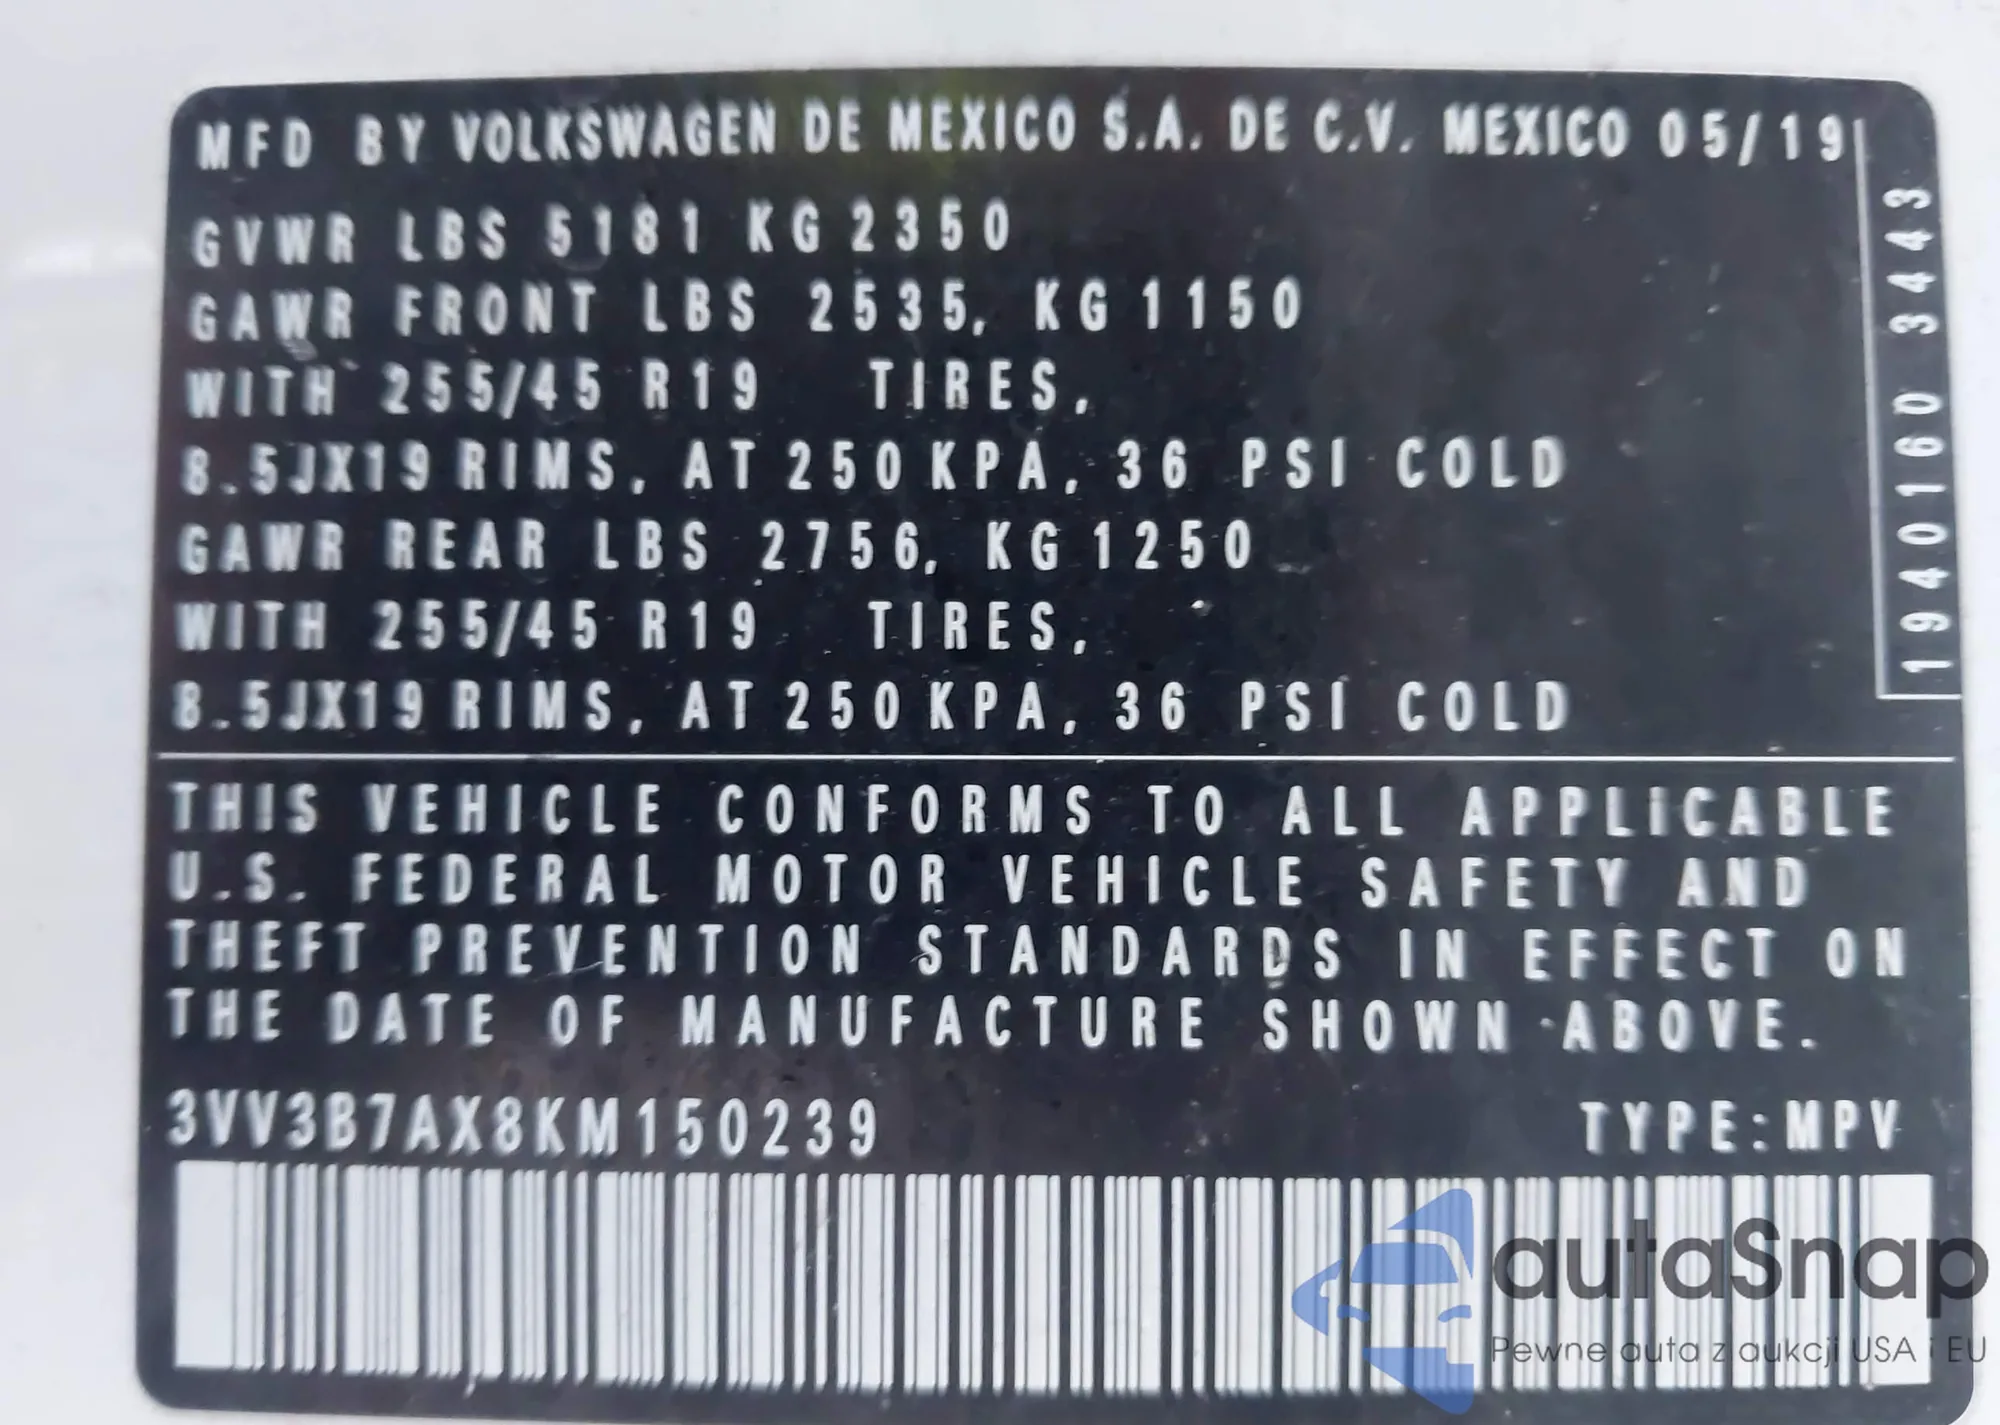 MFD BY VOLKSWAGEN DE MEXICO S.A. DE C.V. MEXICO 05/19
GVWR LBS 5181 KG 2350
GAWR FRONT LBS 2535, KG 1150
WITH 255/45 R19 TIRES,
8.5JX19 RIMS, AT 250 KPA, 36 PSI COLD
GAWR REAR LBS 2756, KG 1250
WITH 255/45 R19 TIRES,
8.5JX19 RIMS, AT 250 KPA, 36 PSI COLD
1940160 3443
THIS VEHICLE CONFORMS TO ALL APPLICABLE
U.S. FEDERAL MOTOR VEHICLE SAFETY AND
THEFT PREVENTION STANDARDS IN EFFECT ON
THE DATE OF MANUFACTURE SHOWN ABOVE.
3VV3B7AX8KM150239 TYPE:MPV
autaSnap
Pewne auta z aukcji USA i EU